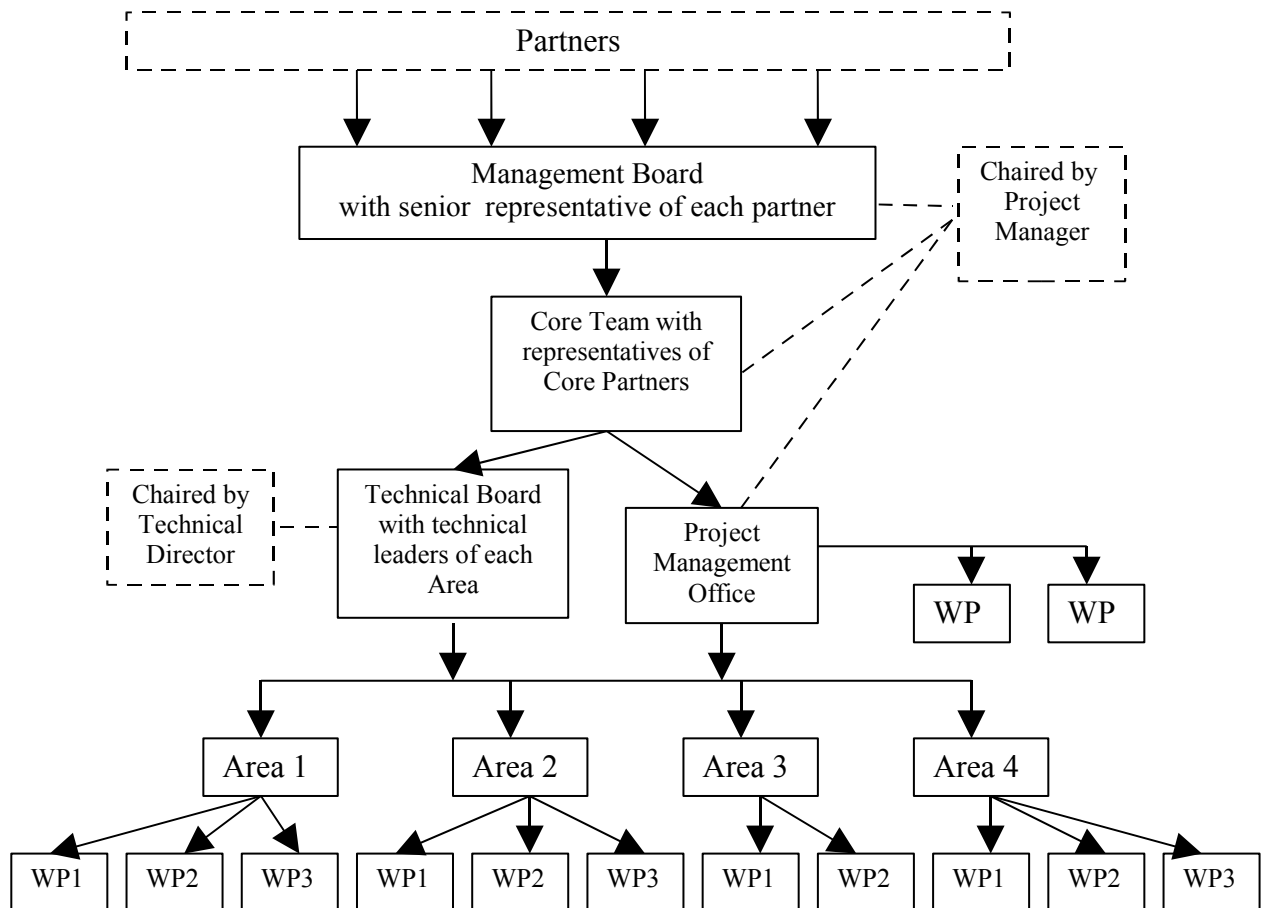 Partners
Management Board
with senior representative of each partner
Chaired by
Project
Manager
Core Team with
representatives of
Core Partners
Chaired by
Technical
Director
Technical Board
with technical
leaders of each
Area
Project
Management
Office
WP
WP
Area 1
Area 2
Area 3
Area 4
WP1
WP2
WP3
WP1
WP2
WP3
WP1
WP2
WP1
WP2
WP3